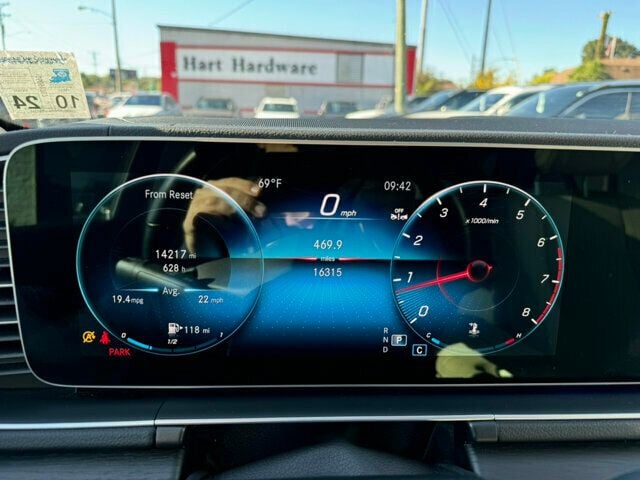 Hart Hardware
10 24
From Reset
69°F
09:42
14217 mi
628 h
Avg.
19.4 mpg 22 mph
118 mi
0 1/2
0 mph
469.9
miles
16315
OFF
x1000/min
0 1 2 3 4 5 6 7 8
C H
R
N P
D C
PARK